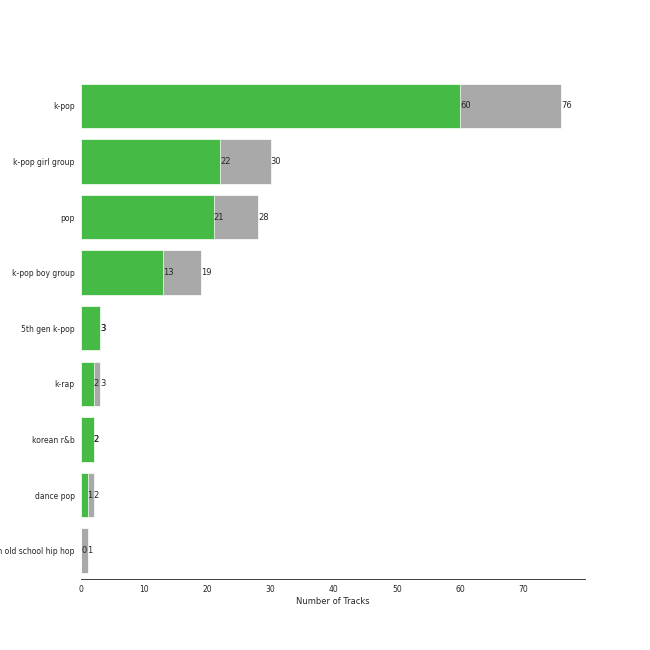 k-pop 60 76
k-pop girl group 22 30
pop 21 28
k-pop boy group 13 19
5th gen k-pop 3
k-rap 2 3
korean r&b 2
dance pop 1 2
old school hip hop 0 1
0 10 20 30 40 50 60 70
Number of Tracks